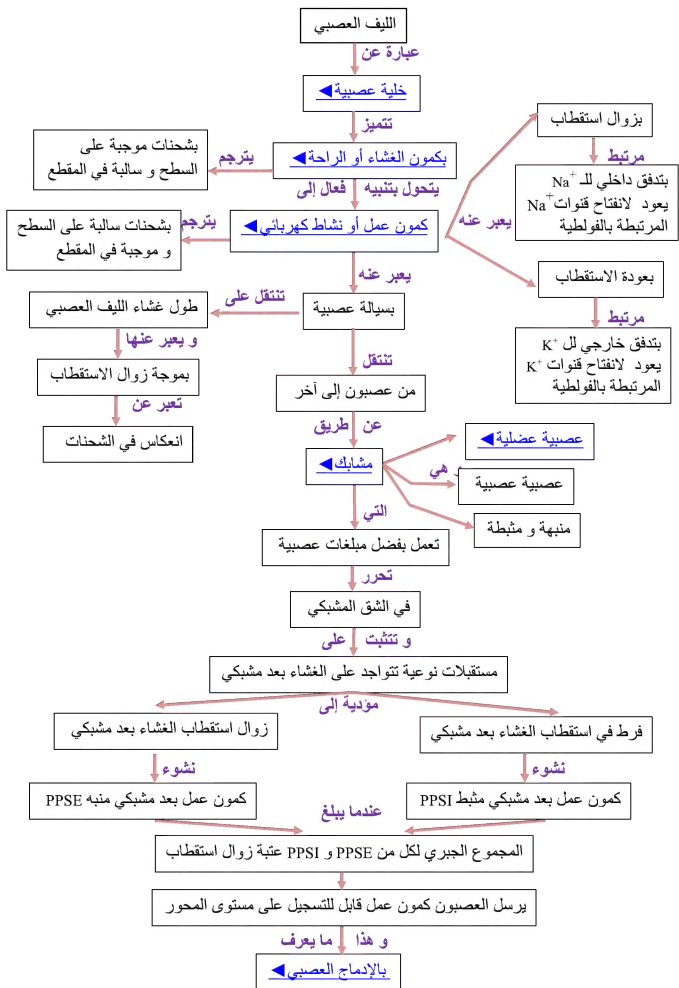 الليف العصبي
عبارة عن
خلية عصبية ◄
تتميز
بكمون الغشاء أو الراحة ◄
يترجم
بشحنات موجبة على
السطح و سالبة في المقطع
يتحول بتنبيه فعال إلى
كمون عمل أو نشاط كهربائي ◄
يترجم
بشحنات سالبة على السطح
و موجبة في المقطع
يعبر عنه
بزوال استقطاب
مرتبط
بتدفق داخلي للـ Na+
يعود لانفتاح قنوات Na+
المرتبطة بالفولطية
بعودة الاستقطاب
مرتبط
بتدفق خارجي لل K+
يعود لانفتاح قنوات K+
المرتبطة بالفولطية
يعبر عنه
بسيالة عصبية
تنتقل على
طول غشاء الليف العصبي
و يعبر عنها
بموجة زوال الاستقطاب
تعبر عن
انعكاس في الشحنات
تنتقل
من عصبون إلى آخر
عن طريق
مشابك ◄
هي
عصبية عضلية ◄
عصبية عصبية
منبهة و مثبطة
التي
تعمل بفضل مبلغات عصبية
تحرر
في الشق المشبكي
و تتثبت على
مستقبلات نوعية تتواجد على الغشاء بعد مشبكي
مؤدية إلى
فرط في استقطاب الغشاء بعد مشبكي
زوال استقطاب الغشاء بعد مشبكي
نشوء
نشوء
كمون عمل بعد مشبكي مثبط PPSI
كمون عمل بعد مشبكي منبه PPSE
عندما يبلغ
المجموع الجبري لكل من PPSE و PPSI عتبة زوال استقطاب
يرسل العصبون كمون عمل قابل للتسجيل على مستوى المحور
و هذا ما يعرف
بالإدماج العصبي ◄